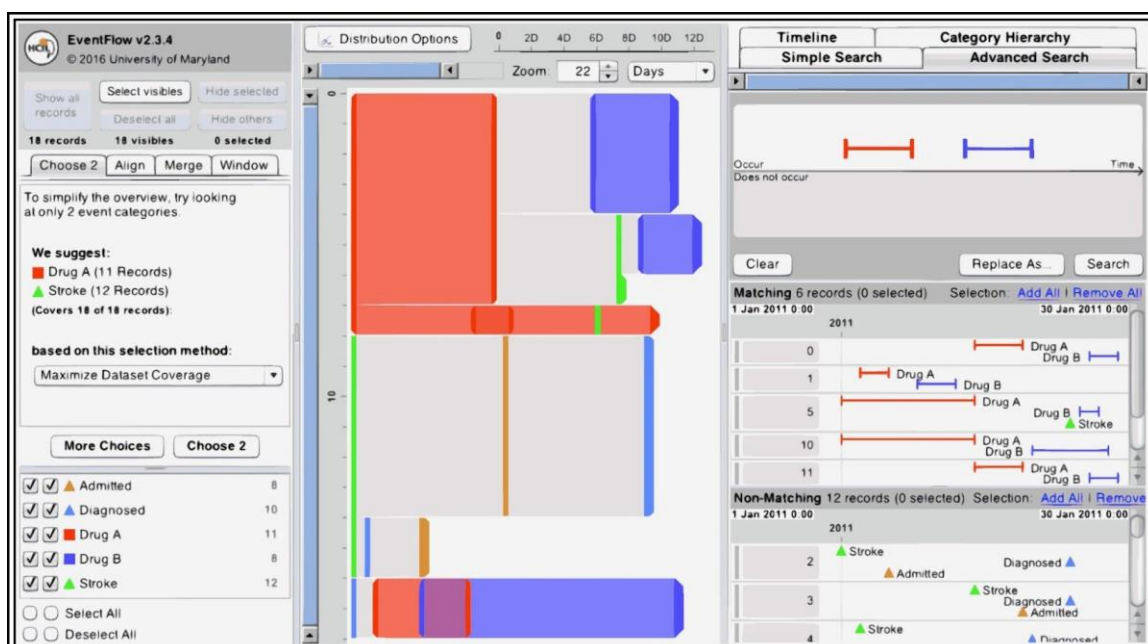 HCIL
EventFlow v2.3.4
© 2016 University of Maryland
Show all
records
Select visibles
Hide selected
Deselect all
Hide others
18 records 18 visibles 0 selected
Choose 2 Align Merge Window
To simplify the overview, try looking
at only 2 event categories.
We suggest:
Drug A (11 Records)
Stroke (12 Records)
(Covers 18 of 18 records):
based on this selection method:
Maximize Dataset Coverage
More Choices Choose 2
Admitted 8
Diagnosed 10
Drug A 11
Drug B 8
Stroke 12
Select All
Deselect All
Distribution Options
0 2D 4D 6D 8D 10D 12D
Zoom: 22 Days
0
10
Timeline Category Hierarchy
Simple Search Advanced Search
Occur Time
Does not occur
Clear Replace As... Search
Matching 6 records (0 selected) Selection: Add All | Remove All
1 Jan 2011 0:00 30 Jan 2011 0:00
2011
0 Drug A
Drug B
1 Drug A
Drug B
5 Drug A
Drug B
Stroke
10 Drug A
Drug B
11 Drug A
Drug B
Non-Matching 12 records (0 selected) Selection: Add All | Remove
1 Jan 2011 0:00 30 Jan 2011 0:00
2011
2 Stroke
Diagnosed
Admitted
3 Stroke
Diagnosed
Admitted
4 Stroke
Diagnosed